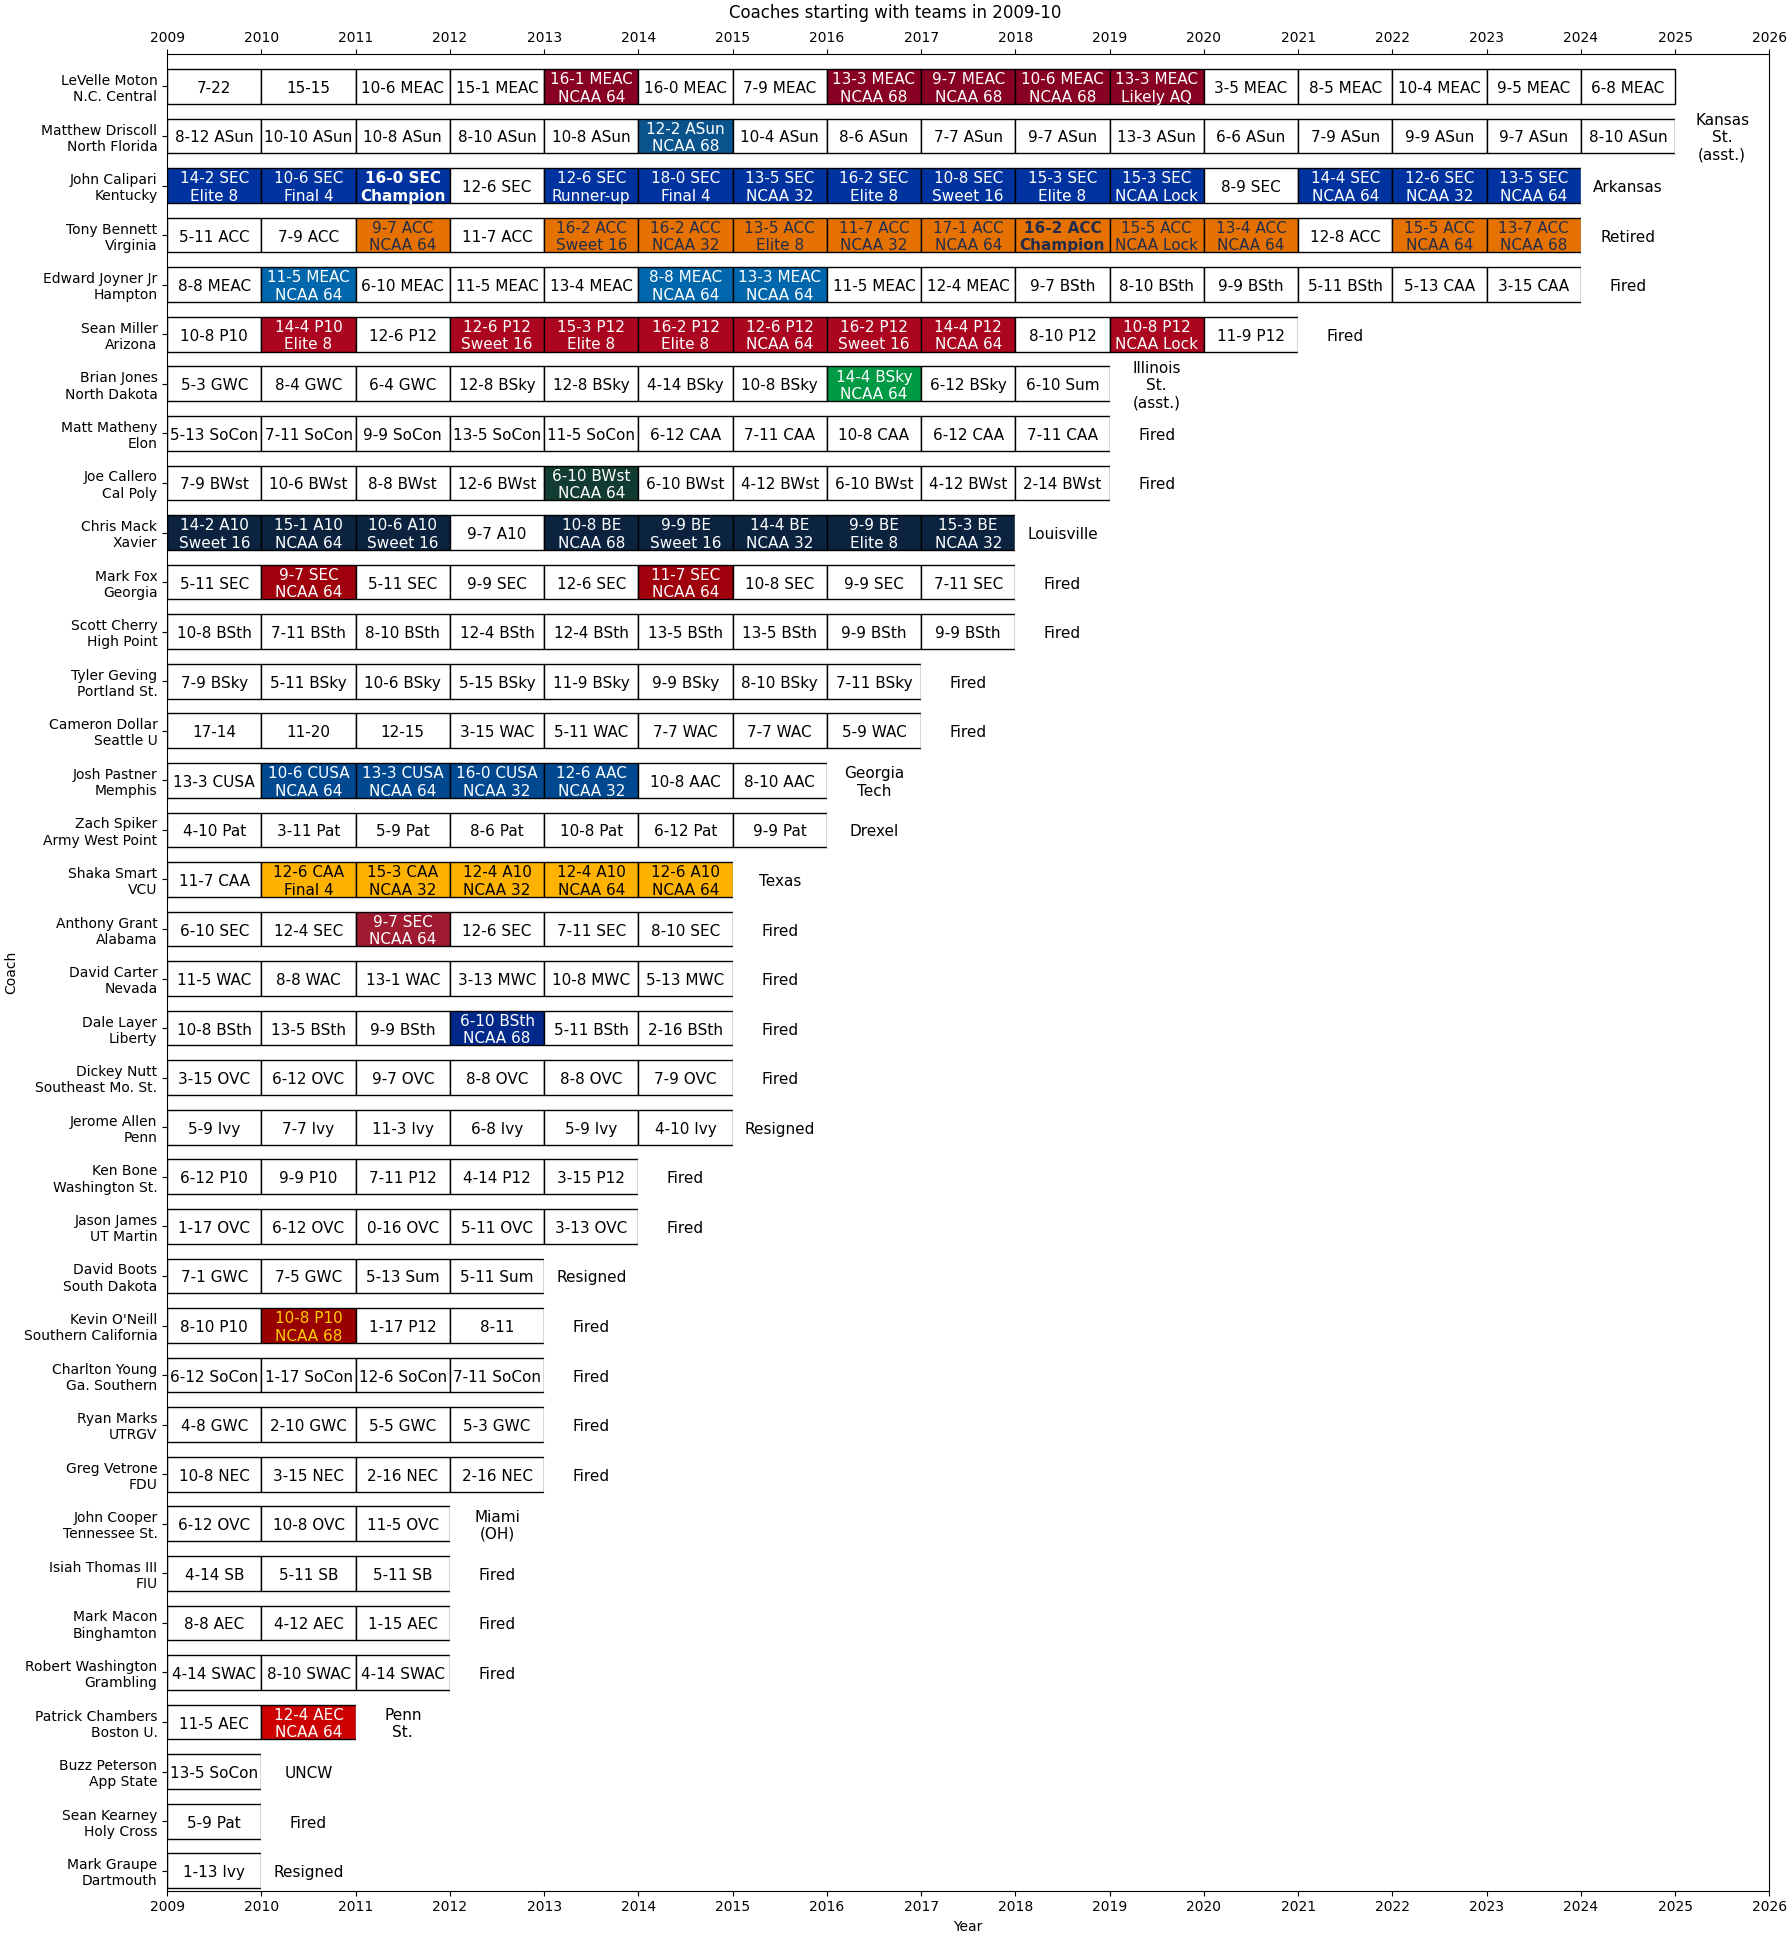 Coaches starting with teams in 2009-10
2009 2010 2011 2012 2013 2014 2015 2016 2017 2018 2019 2020 2021 2022 2023 2024 2025 2026
LeVelle Moton
N.C. Central
7-22
15-15
10-6 MEAC
15-1 MEAC
16-1 MEAC
NCAA 64
16-0 MEAC
7-9 MEAC
13-3 MEAC
NCAA 68
9-7 MEAC
NCAA 68
10-6 MEAC
NCAA 68
13-3 MEAC
Likely AQ
3-5 MEAC
8-5 MEAC
10-4 MEAC
9-5 MEAC
6-8 MEAC
Matthew Driscoll
North Florida
8-12 ASun
10-10 ASun
10-8 ASun
8-10 ASun
10-8 ASun
12-2 ASun
NCAA 68
10-4 ASun
8-6 ASun
7-7 ASun
9-7 ASun
13-3 ASun
6-6 ASun
7-9 ASun
9-9 ASun
9-7 ASun
8-10 ASun
Kansas
St.
(asst.)
John Calipari
Kentucky
14-2 SEC
Elite 8
10-6 SEC
Final 4
16-0 SEC
Champion
12-6 SEC
12-6 SEC
Runner-up
18-0 SEC
Final 4
13-5 SEC
NCAA 32
16-2 SEC
Elite 8
10-8 SEC
Sweet 16
15-3 SEC
Elite 8
15-3 SEC
NCAA Lock
8-9 SEC
14-4 SEC
NCAA 64
12-6 SEC
NCAA 32
13-5 SEC
NCAA 64
Arkansas
Tony Bennett
Virginia
5-11 ACC
7-9 ACC
9-7 ACC
NCAA 64
11-7 ACC
16-2 ACC
Sweet 16
16-2 ACC
NCAA 32
13-5 ACC
Elite 8
11-7 ACC
NCAA 32
17-1 ACC
NCAA 64
16-2 ACC
Champion
15-5 ACC
NCAA Lock
13-4 ACC
NCAA 64
12-8 ACC
15-5 ACC
NCAA 64
13-7 ACC
NCAA 68
Retired
Edward Joyner Jr
Hampton
8-8 MEAC
11-5 MEAC
NCAA 64
6-10 MEAC
11-5 MEAC
13-4 MEAC
8-8 MEAC
NCAA 64
13-3 MEAC
NCAA 64
11-5 MEAC
12-4 MEAC
9-7 BSth
8-10 BSth
9-9 BSth
5-11 BSth
5-13 CAA
3-15 CAA
Fired
Sean Miller
Arizona
10-8 P10
14-4 P10
Elite 8
12-6 P12
12-6 P12
Sweet 16
15-3 P12
Elite 8
16-2 P12
Elite 8
12-6 P12
NCAA 64
16-2 P12
Sweet 16
14-4 P12
NCAA 64
8-10 P12
10-8 P12
NCAA Lock
11-9 P12
Fired
Brian Jones
North Dakota
5-3 GWC
8-4 GWC
6-4 GWC
12-8 BSky
12-8 BSky
4-14 BSky
10-8 BSky
14-4 BSky
NCAA 64
6-12 BSky
6-10 Sum
Illinois
St.
(asst.)
Matt Matheny
Elon
5-13 SoCon
7-11 SoCon
9-9 SoCon
13-5 SoCon
11-5 SoCon
6-12 CAA
7-11 CAA
10-8 CAA
6-12 CAA
7-11 CAA
Fired
Joe Callero
Cal Poly
7-9 BWst
10-6 BWst
8-8 BWst
12-6 BWst
6-10 BWst
NCAA 64
6-10 BWst
4-12 BWst
6-10 BWst
4-12 BWst
2-14 BWst
Fired
Chris Mack
Xavier
14-2 A10
Sweet 16
15-1 A10
NCAA 64
10-6 A10
Sweet 16
9-7 A10
10-8 BE
NCAA 68
9-9 BE
Sweet 16
14-4 BE
NCAA 32
9-9 BE
Elite 8
15-3 BE
NCAA 32
Louisville
Mark Fox
Georgia
5-11 SEC
9-7 SEC
NCAA 64
5-11 SEC
9-9 SEC
12-6 SEC
11-7 SEC
NCAA 64
10-8 SEC
9-9 SEC
7-11 SEC
Fired
Scott Cherry
High Point
10-8 BSth
7-11 BSth
8-10 BSth
12-4 BSth
12-4 BSth
13-5 BSth
13-5 BSth
9-9 BSth
9-9 BSth
Fired
Tyler Geving
Portland St.
7-9 BSky
5-11 BSky
10-6 BSky
5-15 BSky
11-9 BSky
9-9 BSky
8-10 BSky
7-11 BSky
Fired
Cameron Dollar
Seattle U
17-14
11-20
12-15
3-15 WAC
5-11 WAC
7-7 WAC
7-7 WAC
5-9 WAC
Fired
Josh Pastner
Memphis
13-3 CUSA
10-6 CUSA
NCAA 64
13-3 CUSA
NCAA 64
16-0 CUSA
NCAA 32
12-6 AAC
NCAA 32
10-8 AAC
8-10 AAC
Georgia
Tech
Zach Spiker
Army West Point
4-10 Pat
3-11 Pat
5-9 Pat
8-6 Pat
10-8 Pat
6-12 Pat
9-9 Pat
Drexel
Shaka Smart
VCU
11-7 CAA
12-6 CAA
Final 4
15-3 CAA
NCAA 32
12-4 A10
NCAA 32
12-4 A10
NCAA 64
12-6 A10
NCAA 64
Texas
Anthony Grant
Alabama
6-10 SEC
12-4 SEC
9-7 SEC
NCAA 64
12-6 SEC
7-11 SEC
8-10 SEC
Fired
David Carter
Nevada
11-5 WAC
8-8 WAC
13-1 WAC
3-13 MWC
10-8 MWC
5-13 MWC
Fired
Dale Layer
Liberty
10-8 BSth
13-5 BSth
9-9 BSth
6-10 BSth
NCAA 68
5-11 BSth
2-16 BSth
Fired
Dickey Nutt
Southeast Mo. St.
3-15 OVC
6-12 OVC
9-7 OVC
8-8 OVC
8-8 OVC
7-9 OVC
Fired
Jerome Allen
Penn
5-9 Ivy
7-7 Ivy
11-3 Ivy
6-8 Ivy
5-9 Ivy
4-10 Ivy
Resigned
Ken Bone
Washington St.
6-12 P10
9-9 P10
7-11 P12
4-14 P12
3-15 P12
Fired
Jason James
UT Martin
1-17 OVC
6-12 OVC
0-16 OVC
5-11 OVC
3-13 OVC
Fired
David Boots
South Dakota
7-1 GWC
7-5 GWC
5-13 Sum
5-11 Sum
Resigned
Kevin O'Neill
Southern California
8-10 P10
10-8 P10
NCAA 68
1-17 P12
8-11
Fired
Charlton Young
Ga. Southern
6-12 SoCon
1-17 SoCon
12-6 SoCon
7-11 SoCon
Fired
Ryan Marks
UTRGV
4-8 GWC
2-10 GWC
5-5 GWC
5-3 GWC
Fired
Greg Vetrone
FDU
10-8 NEC
3-15 NEC
2-16 NEC
2-16 NEC
Fired
John Cooper
Tennessee St.
6-12 OVC
10-8 OVC
11-5 OVC
Miami
(OH)
Isiah Thomas III
FIU
4-14 SB
5-11 SB
5-11 SB
Fired
Mark Macon
Binghamton
8-8 AEC
4-12 AEC
1-15 AEC
Fired
Robert Washington
Grambling
4-14 SWAC
8-10 SWAC
4-14 SWAC
Fired
Patrick Chambers
Boston U.
11-5 AEC
12-4 AEC
NCAA 64
Penn
St.
Buzz Peterson
App State
13-5 SoCon
UNCW
Sean Kearney
Holy Cross
5-9 Pat
Fired
Mark Graupe
Dartmouth
1-13 Ivy
Resigned
2009 2010 2011 2012 2013 2014 2015 2016 2017 2018 2019 2020 2021 2022 2023 2024 2025 2026
Year
Coach